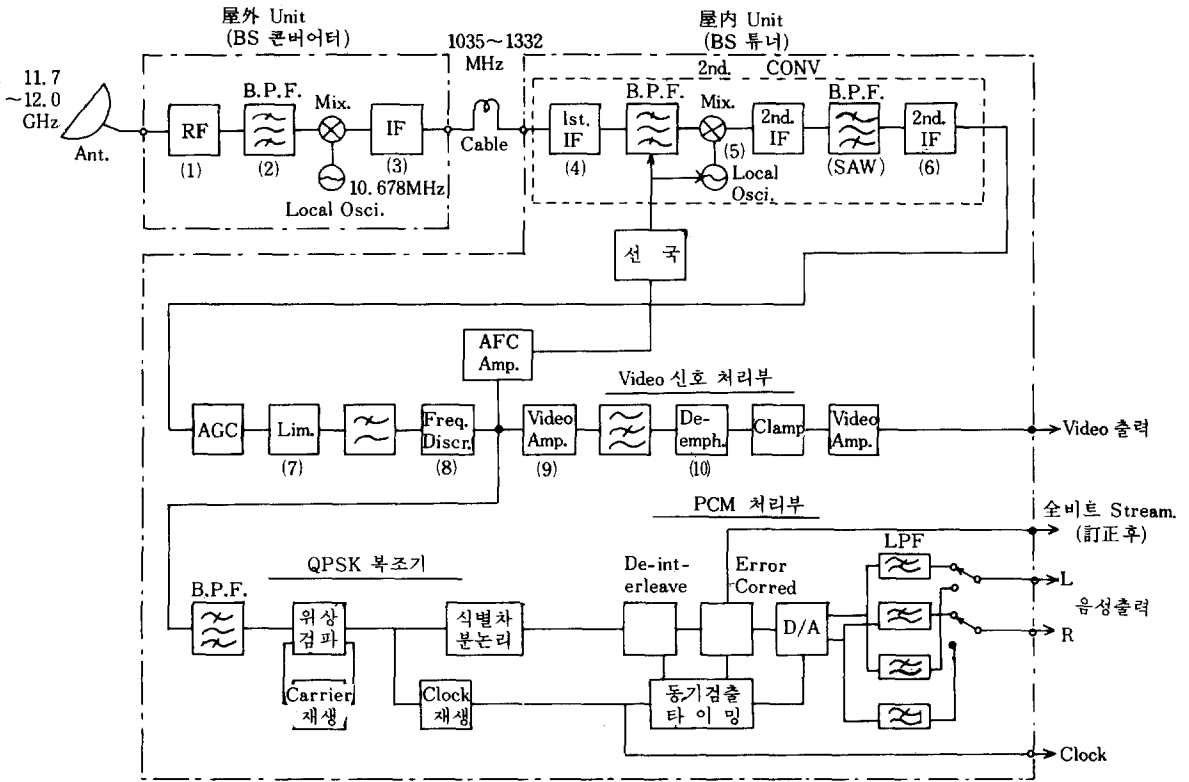 屋外 Unit
(BS 콘버어터)
1035~1332
MHz
屋内 Unit
(BS 튜너)
2nd. CONV
11.7
~12.0
GHz
Ant.
RF
(1)
B.P.F.
(2)
Mix.
10.678MHz
Local Osci.
IF
(3)
Cable
1st.
IF
(4)
B.P.F.
Mix.
(5)
Local
Osci.
2nd.
IF
B.P.F.
(SAW)
2nd.
IF
(6)
선 국
AFC
Amp.
Video 신호 처리부
AGC
Lim.
(7)
Freq.
Discr.
(8)
Video
Amp.
(9)
De-
emph.
(10)
Clamp
Video
Amp.
Video 출력
PCM 처리부
全비트 Stream.
(訂正후)
QPSK 복조기
B.P.F.
위상
검파
Carrier
재생
식별차
분논리
Clock
재생
De-int-
erleave
Error
Corred
D/A
동기검출
타이밍
LPF
L
음성출력
R
Clock